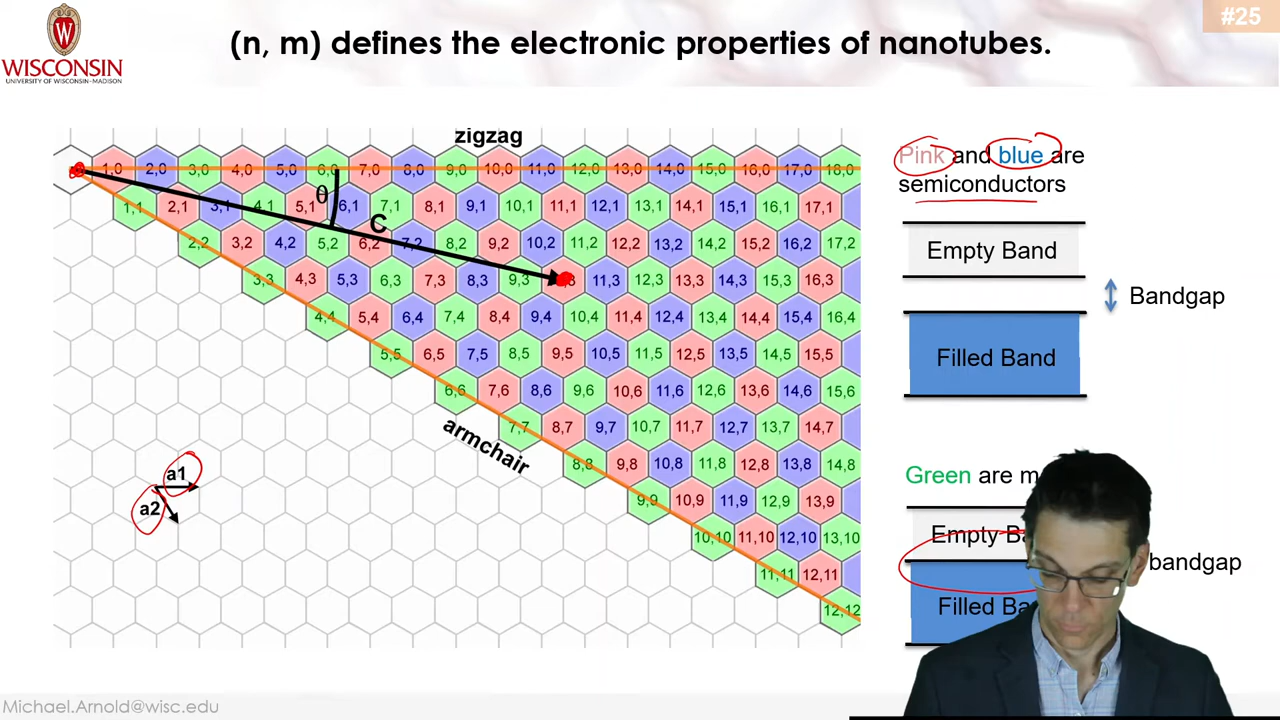 #25
WISCONSIN
UNIVERSITY OF WISCONSIN-MADISON
(n, m) defines the electronic properties of nanotubes.
zigzag
1,0 2,0 3,0 4,0 5,0 6,0 7,0 8,0 9,0 10,0 11,0 12,0 13,0 14,0 15,0 16,0 17,0 18,0
1,1 2,1 3,1 4,1 5,1 6,1 7,1 8,1 9,1 10,1 11,1 12,1 13,1 14,1 15,1 16,1 17,1
θ
C
2,2 3,2 4,2 5,2 6,2 7,2 8,2 9,2 10,2 11,2 12,2 13,2 14,2 15,2 16,2 17,2
3,3 4,3 5,3 6,3 7,3 8,3 9,3 11,3 12,3 13,3 14,3 15,3 16,3
4,4 5,4 6,4 7,4 8,4 9,4 10,4 11,4 12,4 13,4 14,4 15,4 16,4
5,5 6,5 7,5 8,5 9,5 10,5 11,5 12,5 13,5 14,5 15,5
6,6 7,6 8,6 9,6 10,6 11,6 12,6 13,6 14,6 15,6
armchair
7,7 8,7 9,7 10,7 11,7 12,7 13,7 14,7
8,8 9,8 10,8 11,8 12,8 13,8 14,8
9,9 10,9 11,9 12,9 13,9
10,10 11,10 12,10 13,10
11,11 12,11
12,12
a1
a2
Pink and blue are
semiconductors
Empty Band
Bandgap
Filled Band
Green are m
Empty Ba
bandgap
Filled Ba
Michael.Arnold@wisc.edu